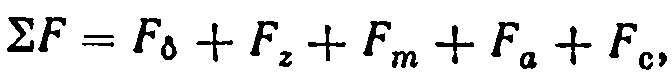 ΣF = F_δ + F_z + F_m + F_a + F_c,